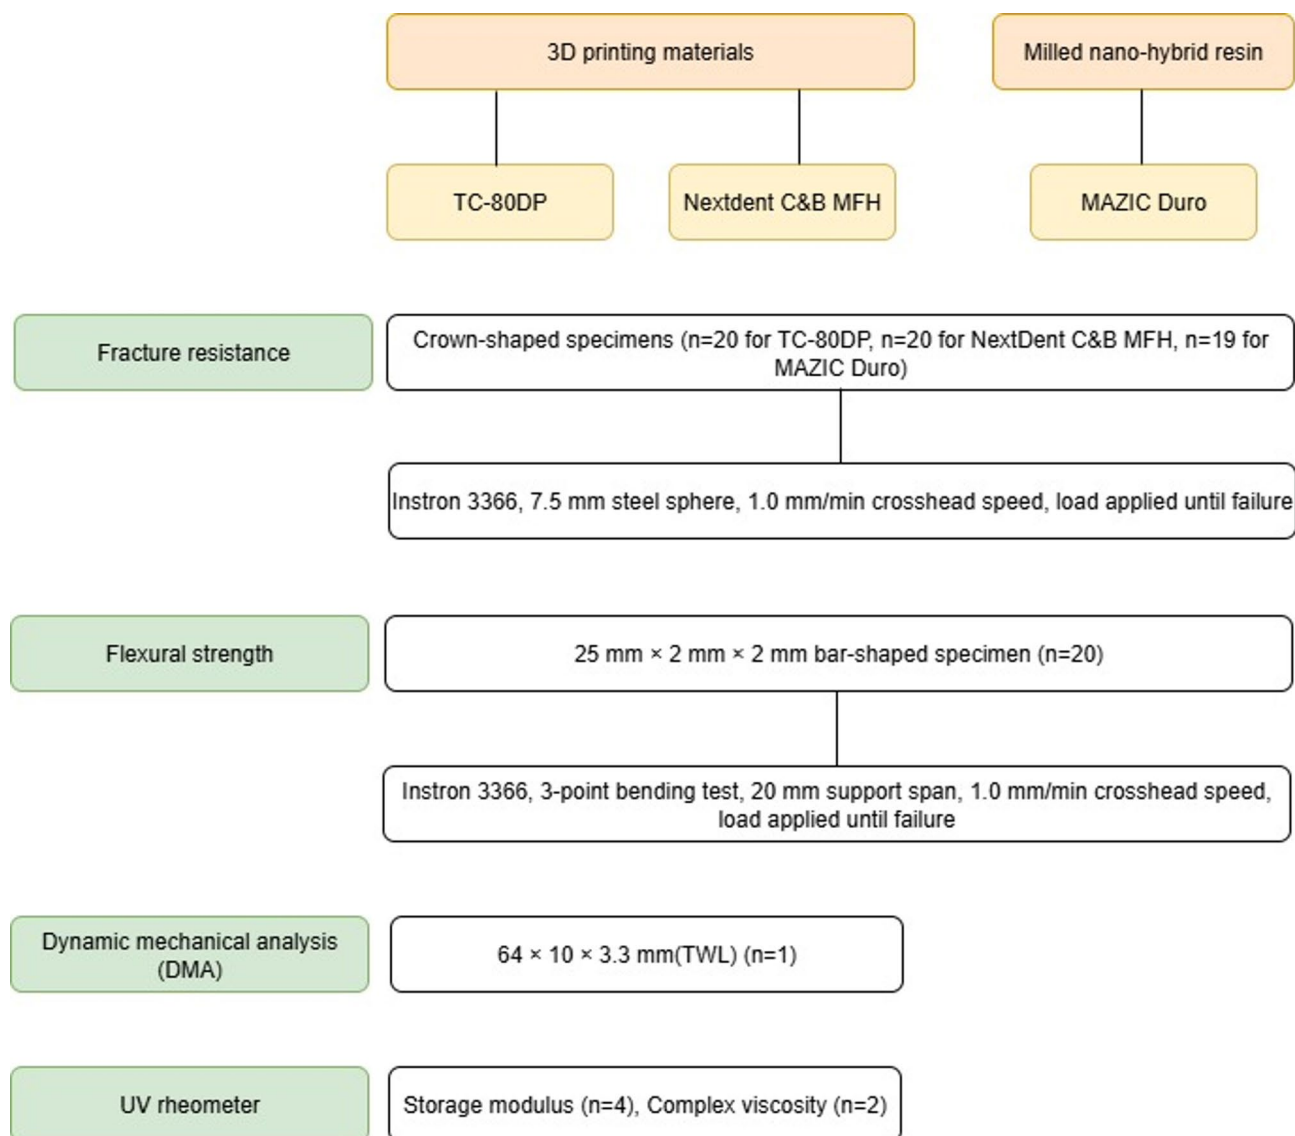 3D printing materials
Milled nano-hybrid resin
TC-80DP
Nextdent C&B MFH
MAZIC Duro
Fracture resistance
Crown-shaped specimens (n=20 for TC-80DP, n=20 for NextDent C&B MFH, n=19 for
MAZIC Duro)
Instron 3366, 7.5 mm steel sphere, 1.0 mm/min crosshead speed, load applied until failure
Flexural strength
25 mm × 2 mm × 2 mm bar-shaped specimen (n=20)
Instron 3366, 3-point bending test, 20 mm support span, 1.0 mm/min crosshead speed,
load applied until failure
Dynamic mechanical analysis
(DMA)
64 × 10 × 3.3 mm(TWL) (n=1)
UV rheometer
Storage modulus (n=4), Complex viscosity (n=2)